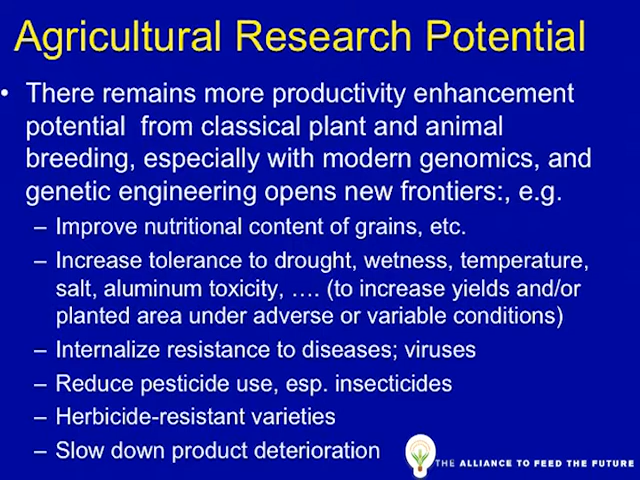 Agricultural Research Potential
• There remains more productivity enhancement
potential from classical plant and animal
breeding, especially with modern genomics, and
genetic engineering opens new frontiers:, e.g.
– Improve nutritional content of grains, etc.
– Increase tolerance to drought, wetness, temperature,
salt, aluminum toxicity, …. (to increase yields and/or
planted area under adverse or variable conditions)
– Internalize resistance to diseases; viruses
– Reduce pesticide use, esp. insecticides
– Herbicide-resistant varieties
– Slow down product deterioration
THE ALLIANCE TO FEED THE FUTURE